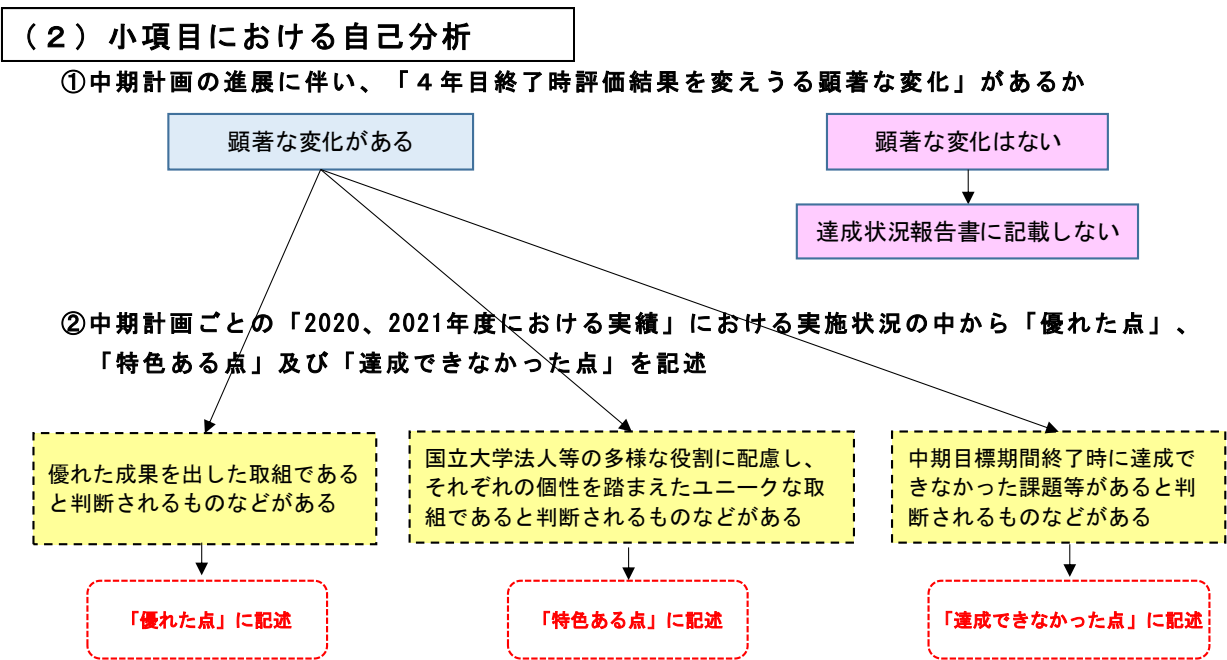 （２）小項目における自己分析
①中期計画の進展に伴い、「４年目終了時評価結果を変えうる顕著な変化」があるか
顕著な変化がある
顕著な変化はない
達成状況報告書に記載しない
②中期計画ごとの「2020、2021年度における実績」における実施状況の中から「優れた点」、
「特色ある点」及び「達成できなかった点」を記述
優れた成果を出した取組である
と判断されるものなどがある
国立大学法人等の多様な役割に配慮し、
それぞれの個性を踏まえたユニークな取
組であると判断されるものなどがある
中期目標期間終了時に達成で
きなかった課題等があると判
断されるものなどがある
「優れた点」に記述
「特色ある点」に記述
「達成できなかった点」に記述